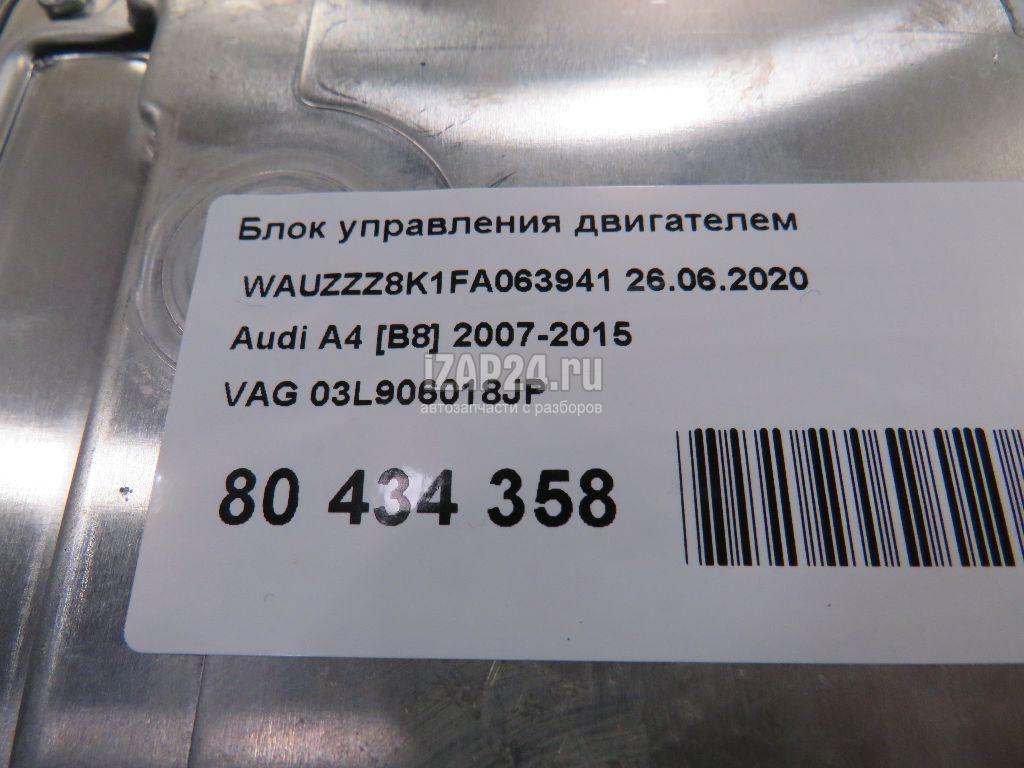 Блок управления двигателем
WAUZZZ8K1FA063941 26.06.2020
Audi A4 [B8] 2007-2015
iZAP24.ru
VAG 03L906018JP
автозапчасти с разборов
80 434 358